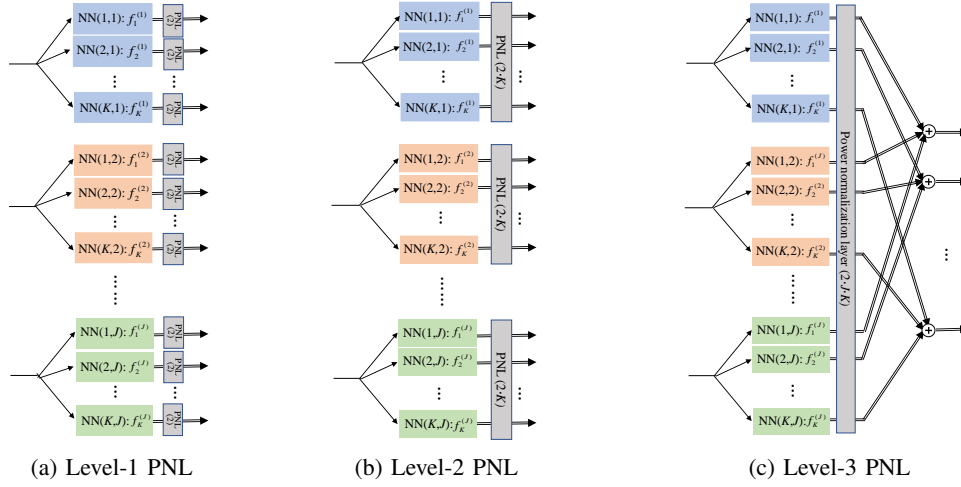 NN(1,1): f_1^{(1)}
PNL (2)
NN(2,1): f_2^{(1)}
PNL (2)
NN(K,1): f_K^{(1)}
PNL (2)
NN(1,2): f_1^{(2)}
PNL (2)
NN(2,2): f_2^{(2)}
PNL (2)
NN(K,2): f_K^{(2)}
PNL (2)
NN(1,J): f_1^{(J)}
PNL (2)
NN(2,J): f_2^{(J)}
PNL (2)
NN(K,J): f_K^{(J)}
PNL (2)
(a) Level-1 PNL
NN(1,1): f_1^{(1)}
NN(2,1): f_2^{(1)}
NN(K,1): f_K^{(1)}
PNL (2·K)
NN(1,2): f_1^{(2)}
NN(2,2): f_2^{(2)}
NN(K,2): f_K^{(2)}
PNL (2·K)
NN(1,J): f_1^{(J)}
NN(2,J): f_2^{(J)}
NN(K,J): f_K^{(J)}
PNL (2·K)
(b) Level-2 PNL
NN(1,1): f_1^{(1)}
NN(2,1): f_2^{(1)}
NN(K,1): f_K^{(1)}
NN(1,2): f_1^{(J)}
NN(2,2): f_2^{(2)}
NN(K,2): f_K^{(2)}
NN(1,J): f_1^{(J)}
NN(2,J): f_2^{(J)}
NN(K,J): f_K^{(J)}
Power normalization layer (2·J·K)
(c) Level-3 PNL